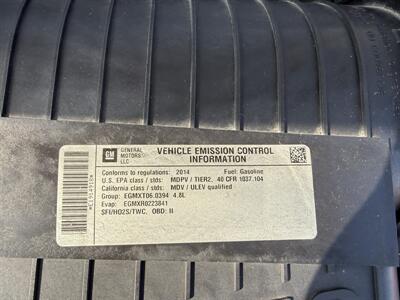 GM
GENERAL
MOTORS
LLC
VEHICLE EMISSION CONTROL
INFORMATION
Conforms to regulations: 2014 Fuel: Gasoline
U.S. EPA class / stds: MDPV / TIER2, 40 CFR 1037.104
California class / stds: MDV / ULEV qualified
Group: EGMXT06.0394 4.8L
Evap: EGMXR0223841
SFI/HO2S/TWC, OBD: II